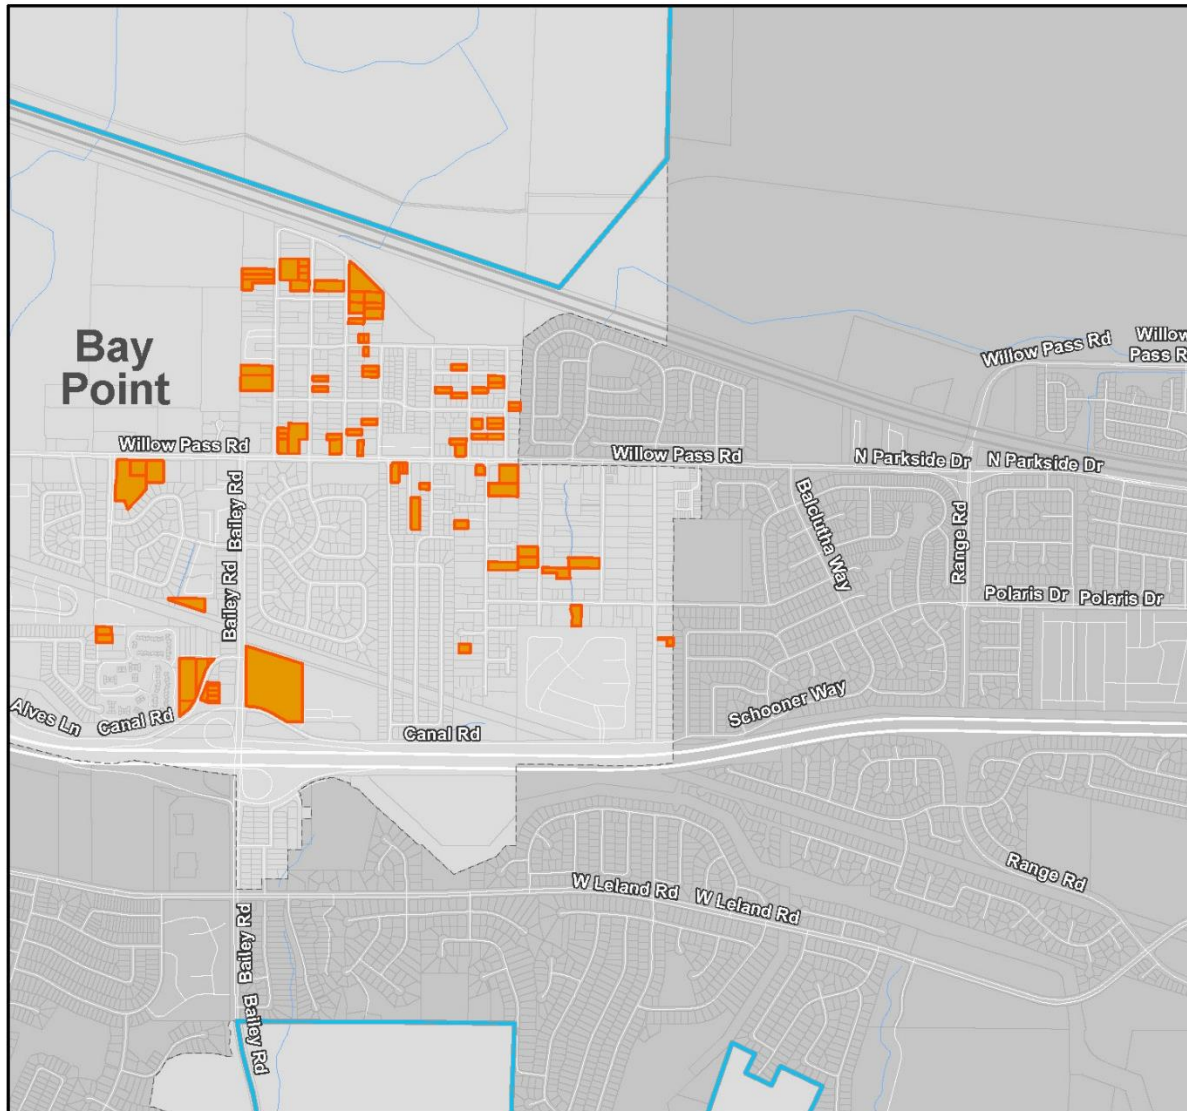 Willow Pass Rd
Willow
Pass R
Bay
Point
Willow Pass Rd
Willow Pass Rd
N Parkside Dr
N Parkside Dr
Bailey Rd
Balclutha Way
Range Rd
Bailey Rd
Polaris Dr
Polaris Dr
Schooner Way
Alves Ln
Canal Rd
Canal Rd
Range Rd
W Leland Rd
W Leland Rd
Bailey Rd
Bailey Rd